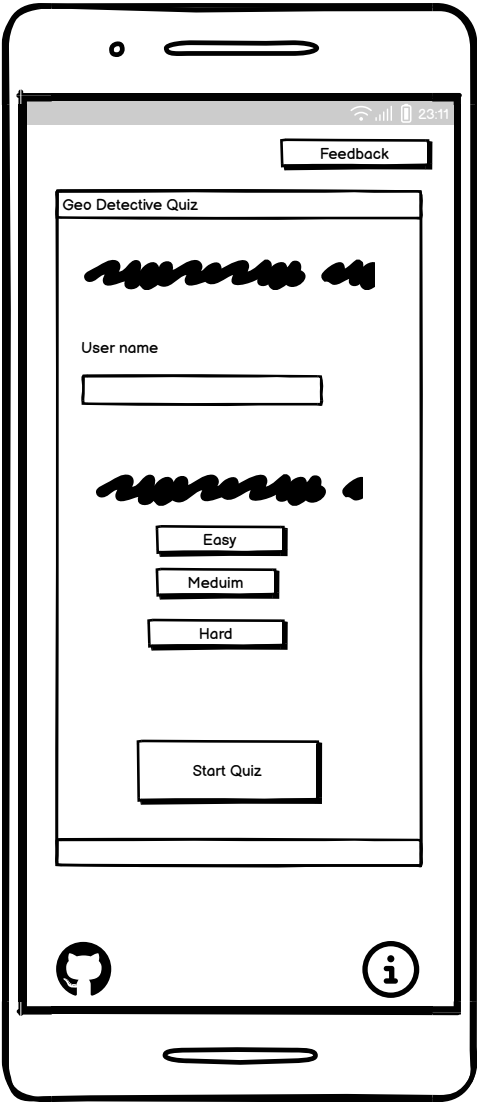 23:11
Feedback
Geo Detective Quiz
User name
Easy
Meduim
Hard
Start Quiz
i